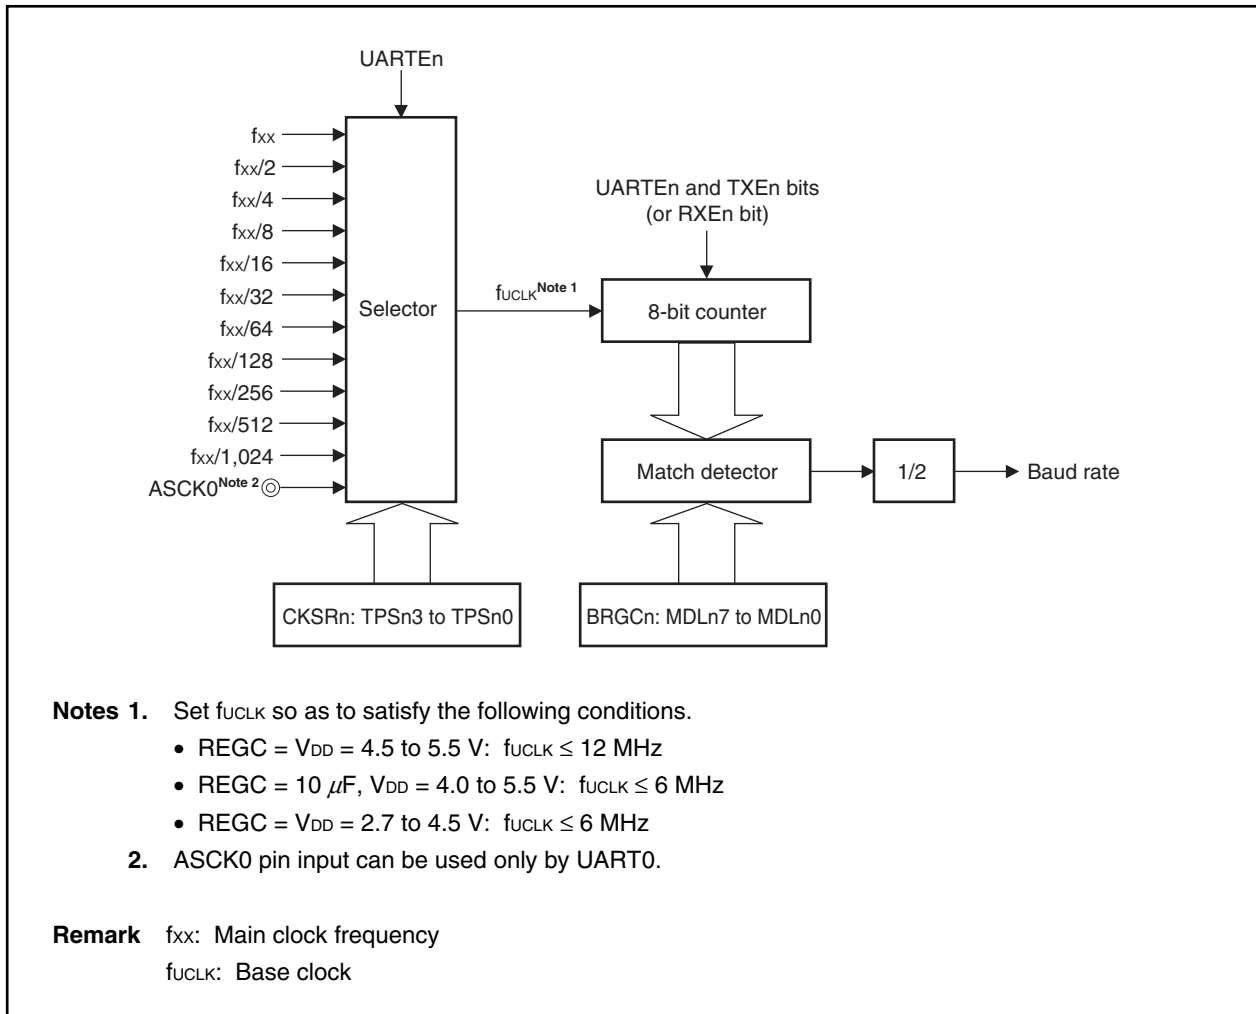 UARTEn
fxx
fxx/2
fxx/4
fxx/8
fxx/16
fxx/32
fxx/64
fxx/128
fxx/256
fxx/512
fxx/1,024
ASCK0Note 2
Selector
fUCLKNote 1
UARTEn and TXEn bits
(or RXEn bit)
8-bit counter
Match detector
1/2
Baud rate
CKSRn: TPSn3 to TPSn0
BRGCn: MDLn7 to MDLn0
Notes 1. Set fUCLK so as to satisfy the following conditions.
• REGC = VDD = 4.5 to 5.5 V: fUCLK ≤ 12 MHz
• REGC = 10 μF, VDD = 4.0 to 5.5 V: fUCLK ≤ 6 MHz
• REGC = VDD = 2.7 to 4.5 V: fUCLK ≤ 6 MHz
2. ASCK0 pin input can be used only by UART0.
Remark fxx: Main clock frequency
fUCLK: Base clock